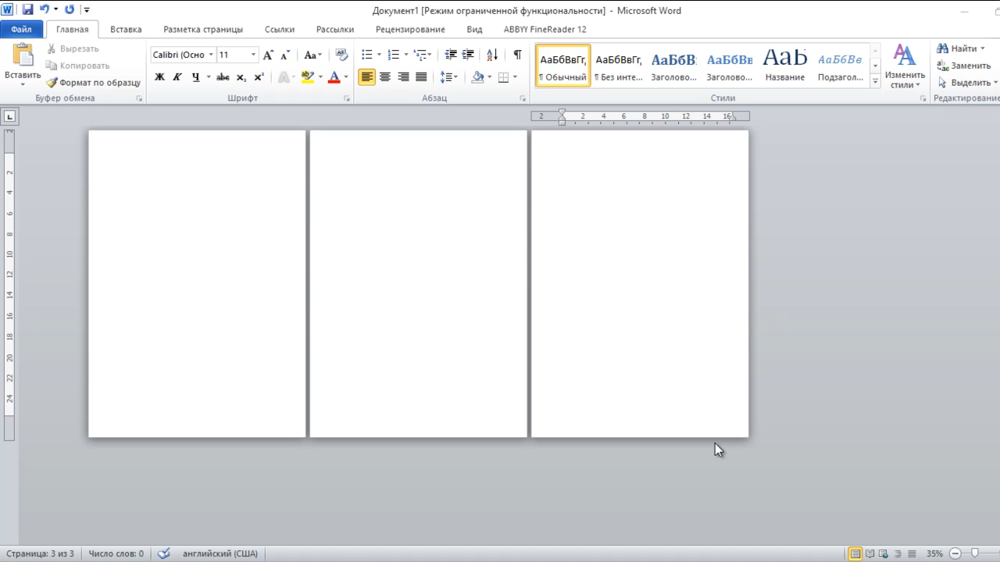 Документ1 [Режим ограниченной функциональности] - Microsoft Word
Файл Главная Вставка Разметка страницы Ссылки Рассылки Рецензирование Вид ABBYY FineReader 12
Вставить
Вырезать
Копировать
Формат по образцу
Буфер обмена
Calibri (Осно 11 Aa
Ж К Ч abc x₂ x² A ab A
Шрифт
Абзац
АаБбВвГг, АаБбВвГг, АаБбВ АаБбВв АаБ АаБбВв.
¶ Обычный ¶ Без инте... Заголово... Заголово... Название Подзагол...
Стили
Изменить
стили
Найти
Заменить
Выделить
Редактирование
2 2 4 6 8 10 12 14 16
2
2
4
6
8
10
12
14
16
18
20
22
24
Страница: 3 из 3 Число слов: 0 английский (США) 35%